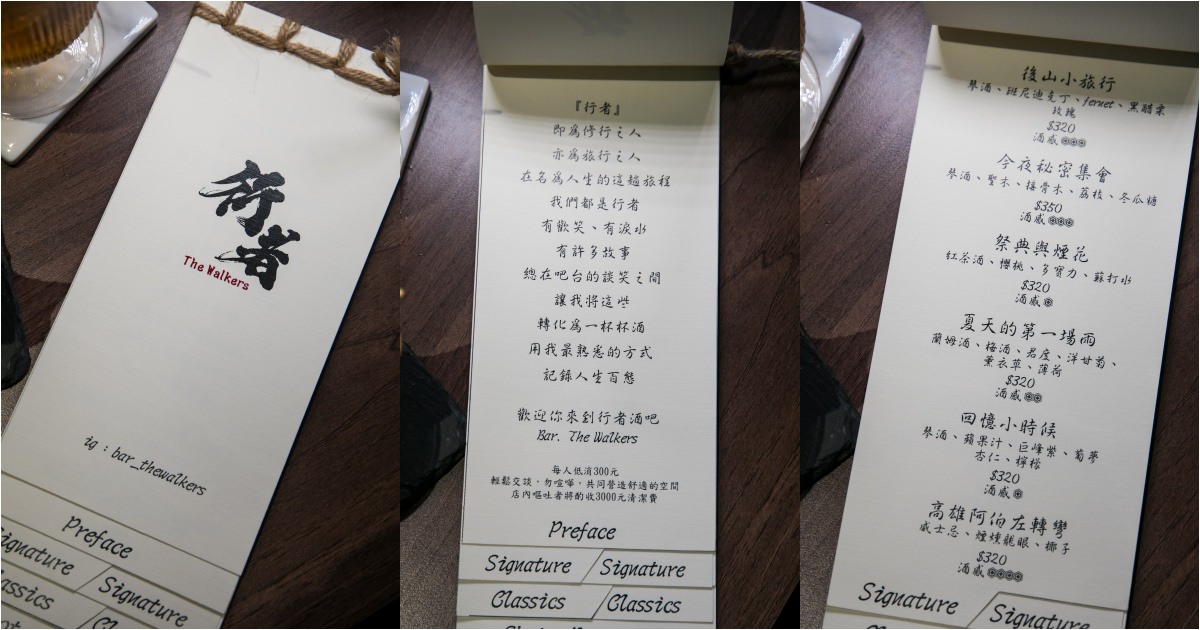 行者
The Walkers
ig : bar_thewalkers
Preface
Signature
Signature
Classics
『行者』
即為修行之人
亦為旅行之人
在名為人生的這趟旅程
我們都是行者
有歡笑、有淚水
有許多故事
總在吧台的談笑之間
讓我將這些
轉化為一杯杯酒
用我最熟悉的方式
記錄人生百態
歡迎你來到行者酒吧
Bar. The Walkers
每人低消300元
輕鬆交談，勿喧嘩，共同營造舒適的空間
店內嘔吐者將酌收3000元清潔費
Preface
Signature
Signature
Classics
Classics
後山小旅行
琴酒、班尼迪克丁、feruet、黑醋栗
玫瑰
$320
酒感
今夜秘密集會
琴酒、聖木、接骨木、荔枝、冬瓜糖
$350
酒感
祭典與煙花
紅茶酒、櫻桃、多寶力、蘇打水
$320
酒感
夏天的第一場雨
蘭姆酒、梅酒、君度、洋甘菊、
薰衣草、薄荷
$320
酒感
回憶小時候
琴酒、蘋果汁、巨峰紫、葡萝
杏仁、檸檬
$320
酒感
高雄阿伯左轉彎
威士忌、煙燻龍眼、椰子
$320
酒感
Signature
Signature